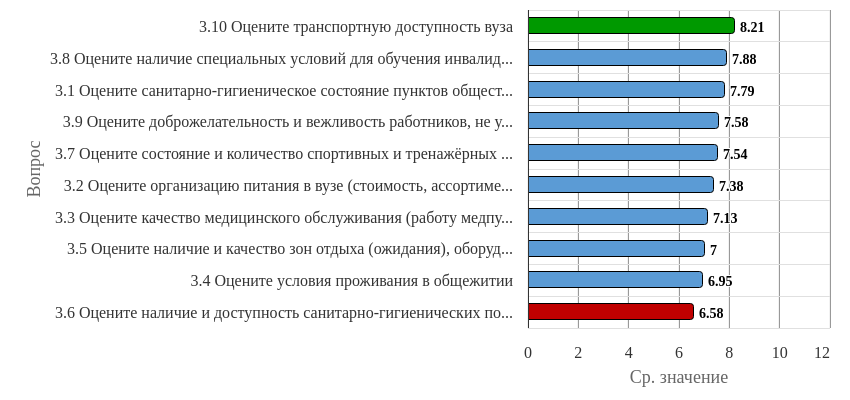 3.10 Оцените транспортную доступность вуза 8.21
3.8 Оцените наличие специальных условий для обучения инвалид... 7.88
3.1 Оцените санитарно-гигиеническое состояние пунктов общест... 7.79
3.9 Оцените доброжелательность и вежливость работников, не у... 7.58
3.7 Оцените состояние и количество спортивных и тренажёрных ... 7.54
3.2 Оцените организацию питания в вузе (стоимость, ассортиме... 7.38
3.3 Оцените качество медицинского обслуживания (работу медпу... 7.13
3.5 Оцените наличие и качество зон отдыха (ожидания), оборуд... 7
3.4 Оцените условия проживания в общежитии 6.95
3.6 Оцените наличие и доступность санитарно-гигиенических по... 6.58
Вопрос
0 2 4 6 8 10 12
Ср. значение